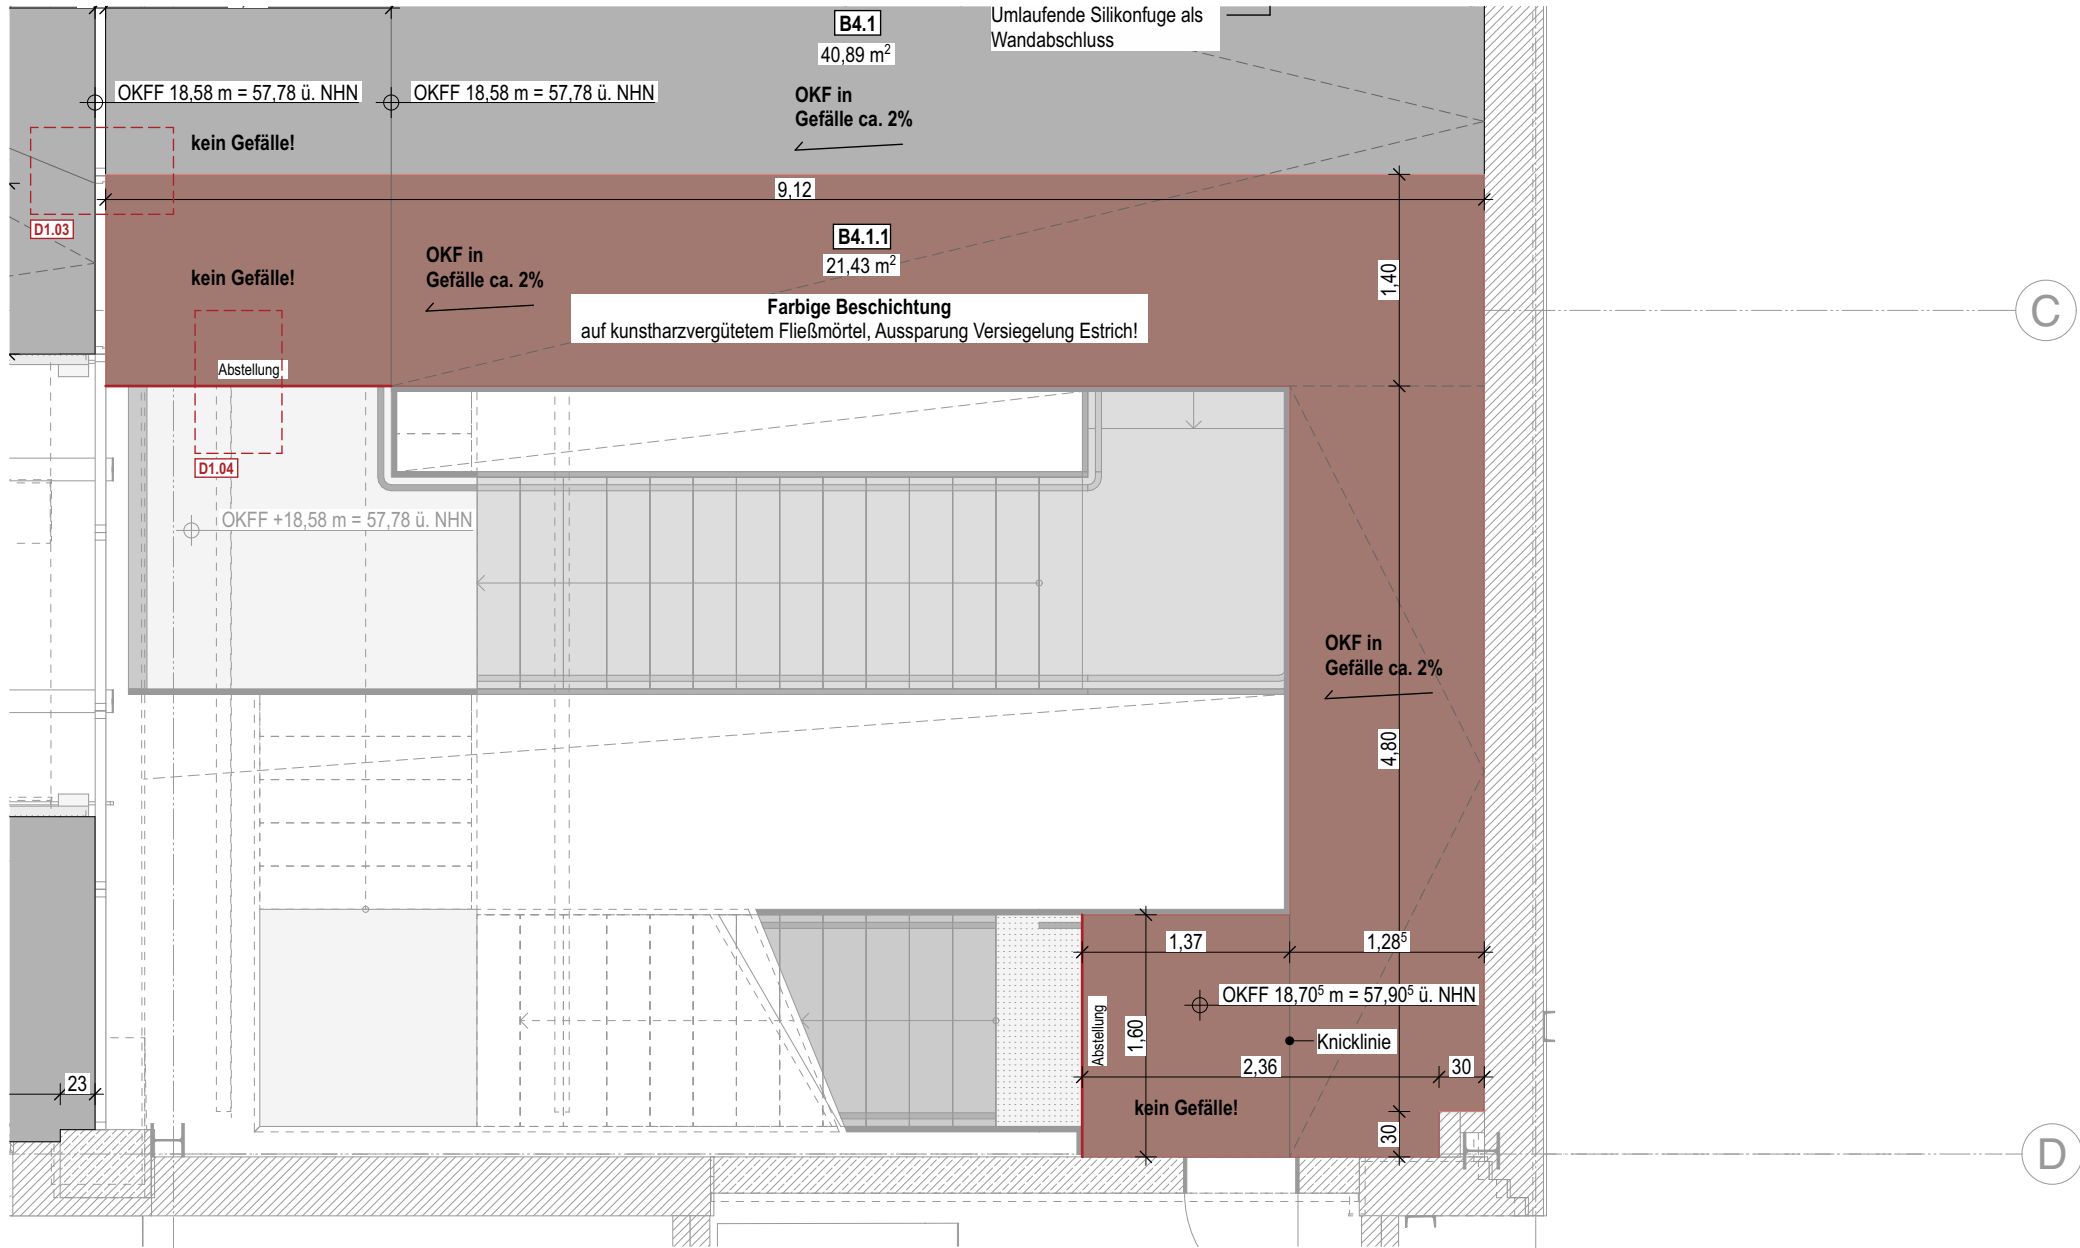 Umlaufende Silikonfuge als
Wandabschluss
B4.1
40,89 m²
OKFF 18,58 m = 57,78 ü. NHN
OKFF 18,58 m = 57,78 ü. NHN
OKF in
Gefälle ca. 2%
kein Gefälle!
9,12
D1.03
B4.1.1
21,43 m²
OKF in
Gefälle ca. 2%
kein Gefälle!
1,40
Farbige Beschichtung
auf kunstharzvergütetem Fließmörtel, Aussparung Versiegelung Estrich!
C
Abstellung
D1.04
OKFF +18,58 m = 57,78 ü. NHN
OKF in
Gefälle ca. 2%
4,80
1,37
1,28⁵
OKFF 18,70⁵ m = 57,90⁵ ü. NHN
Abstellung
1,60
Knicklinie
2,36
30
23
kein Gefälle!
30
D